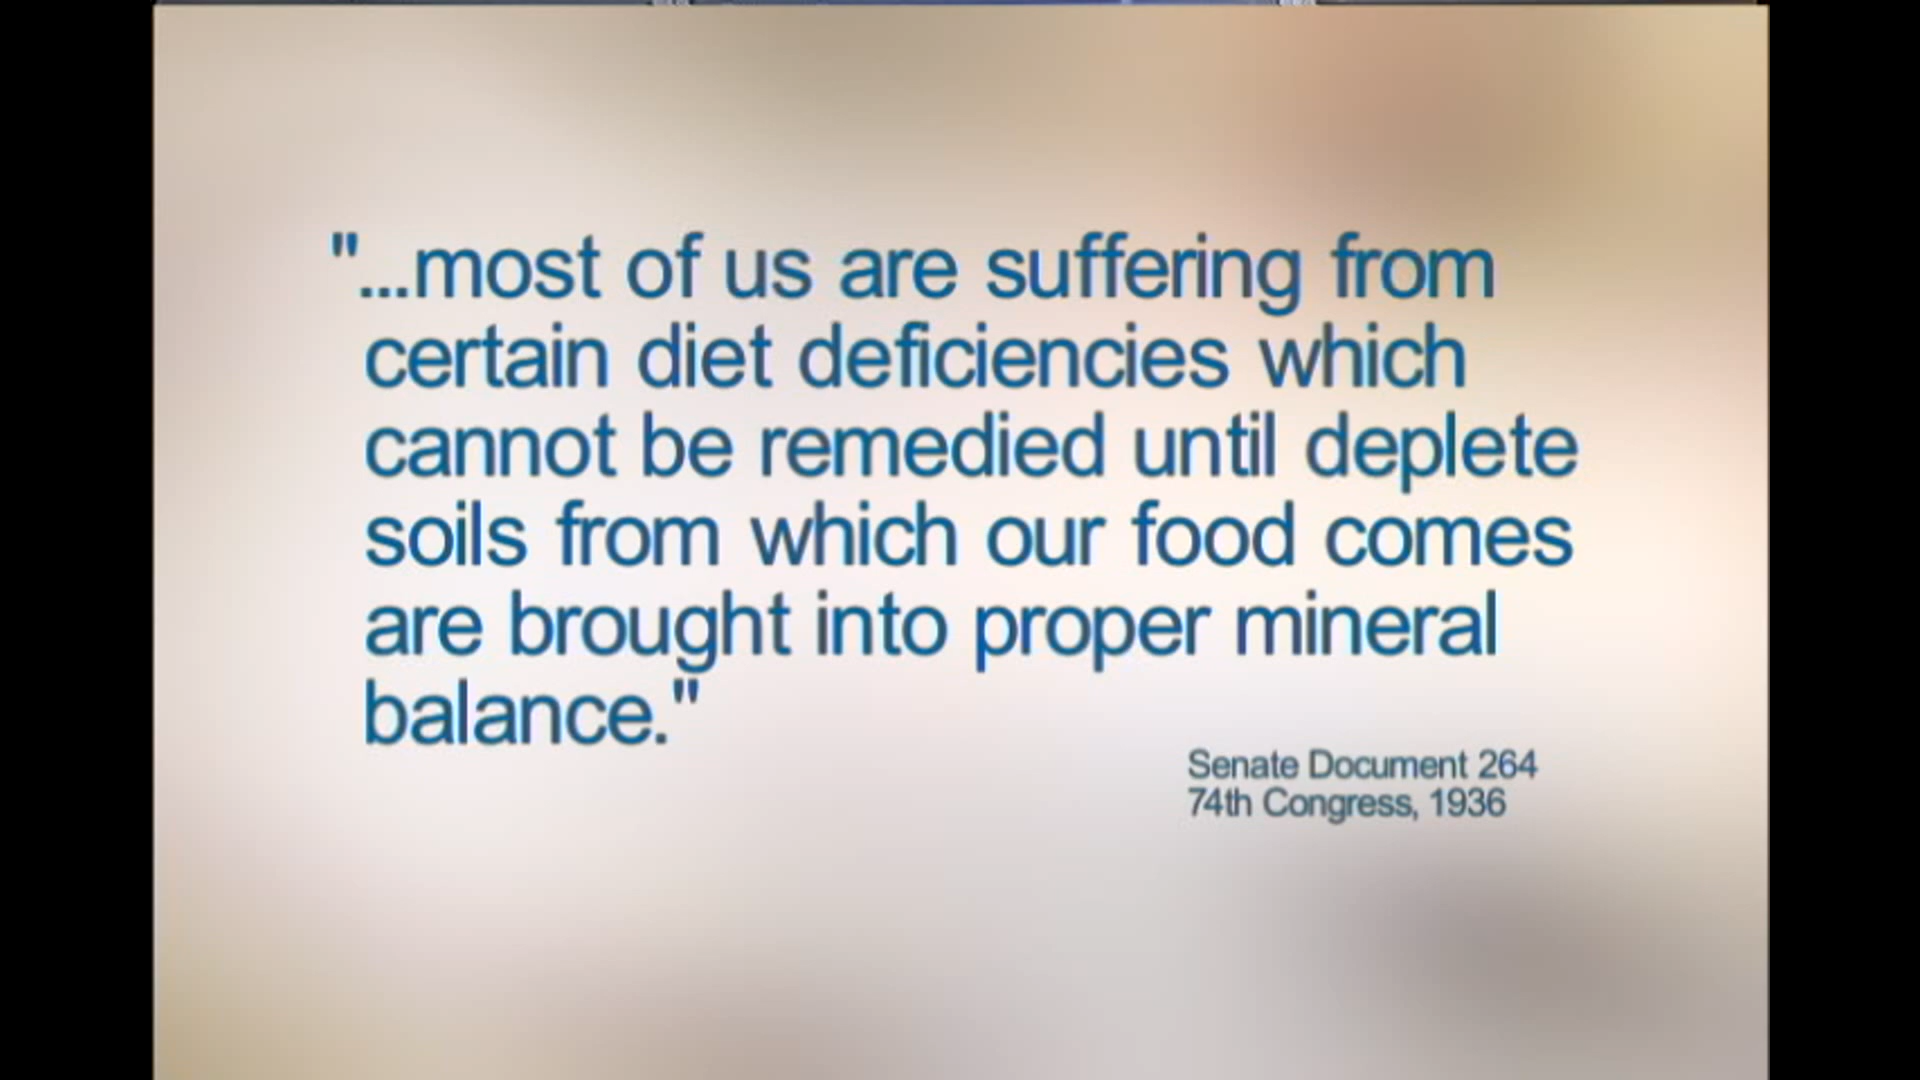 "...most of us are suffering from
certain diet deficiencies which
cannot be remedied until deplete
soils from which our food comes
are brought into proper mineral
balance."
Senate Document 264
74th Congress, 1936